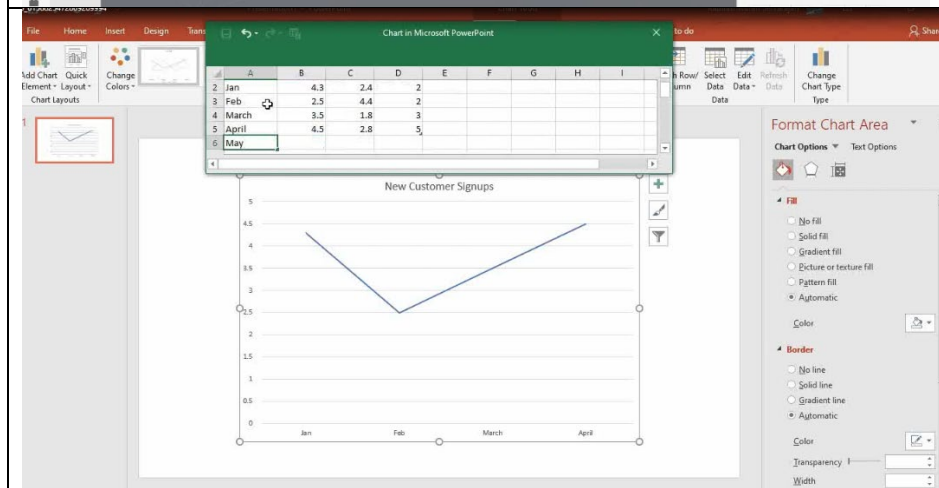 File Home Insert Design Trans
Chart in Microsoft PowerPoint
to do
Shar
Add Chart Element
Quick Layout
Change Colors
Chart Layouts
Select Data
Edit Data
Refresh Data
Data
Change Chart Type
Type
A B C D E F G H I
2 Jan 4.3 2.4 2
3 Feb 2.5 4.4 2
4 March 3.5 1.8 3
5 April 4.5 2.8 5
6 May
1
New Customer Signups
5
4.5
4
3.5
3
2.5
2
1.5
1
0.5
0
Jan Feb March April
Format Chart Area
Chart Options Text Options
Fill
No fill
Solid fill
Gradient fill
Picture or texture fill
Pattern fill
Automatic
Color
Border
No line
Solid line
Gradient line
Automatic
Color
Transparency
Width